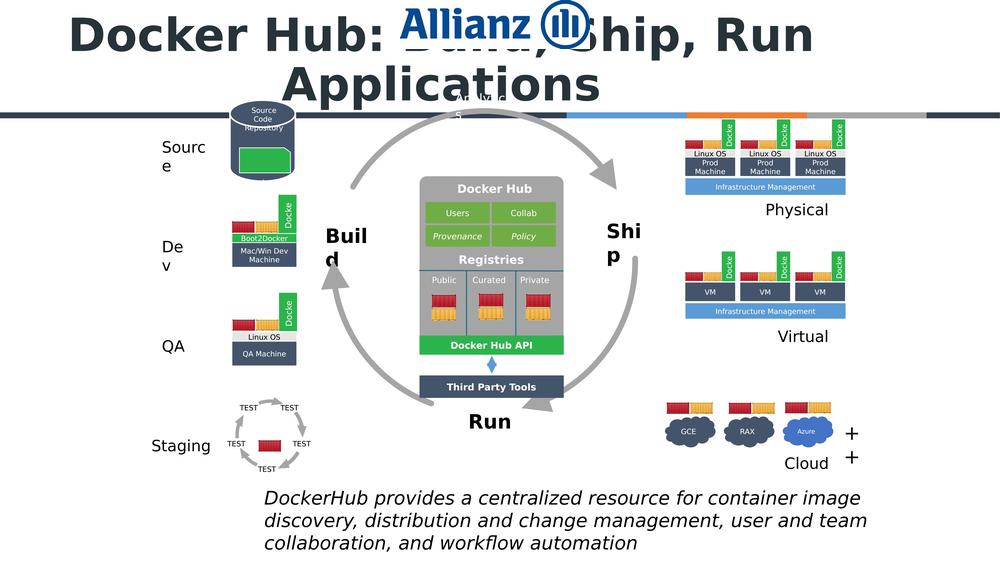 Allianz
Docker Hub: Build, Ship, Run
Applications
Source
Code
Repository
Sourc
e
De
v
Docke
Boot2Docker
Mac/Win Dev
Machine
QA
Docke
Linux OS
QA Machine
Staging
TEST
TEST
TEST
TEST
TEST
Buil
d
Shi
p
Run
Docker Hub
Users
Collab
Provenance
Policy
Registries
Public
Curated
Private
Docker Hub API
Third Party Tools
Docke
Docke
Docke
Linux OS
Linux OS
Linux OS
Prod
Machine
Prod
Machine
Prod
Machine
Infrastructure Management
Physical
Docke
Docke
Docke
VM
VM
VM
Infrastructure Management
Virtual
GCE
RAX
Azure
+
+
Cloud
DockerHub provides a centralized resource for container image
discovery, distribution and change management, user and team
collaboration, and workflow automation